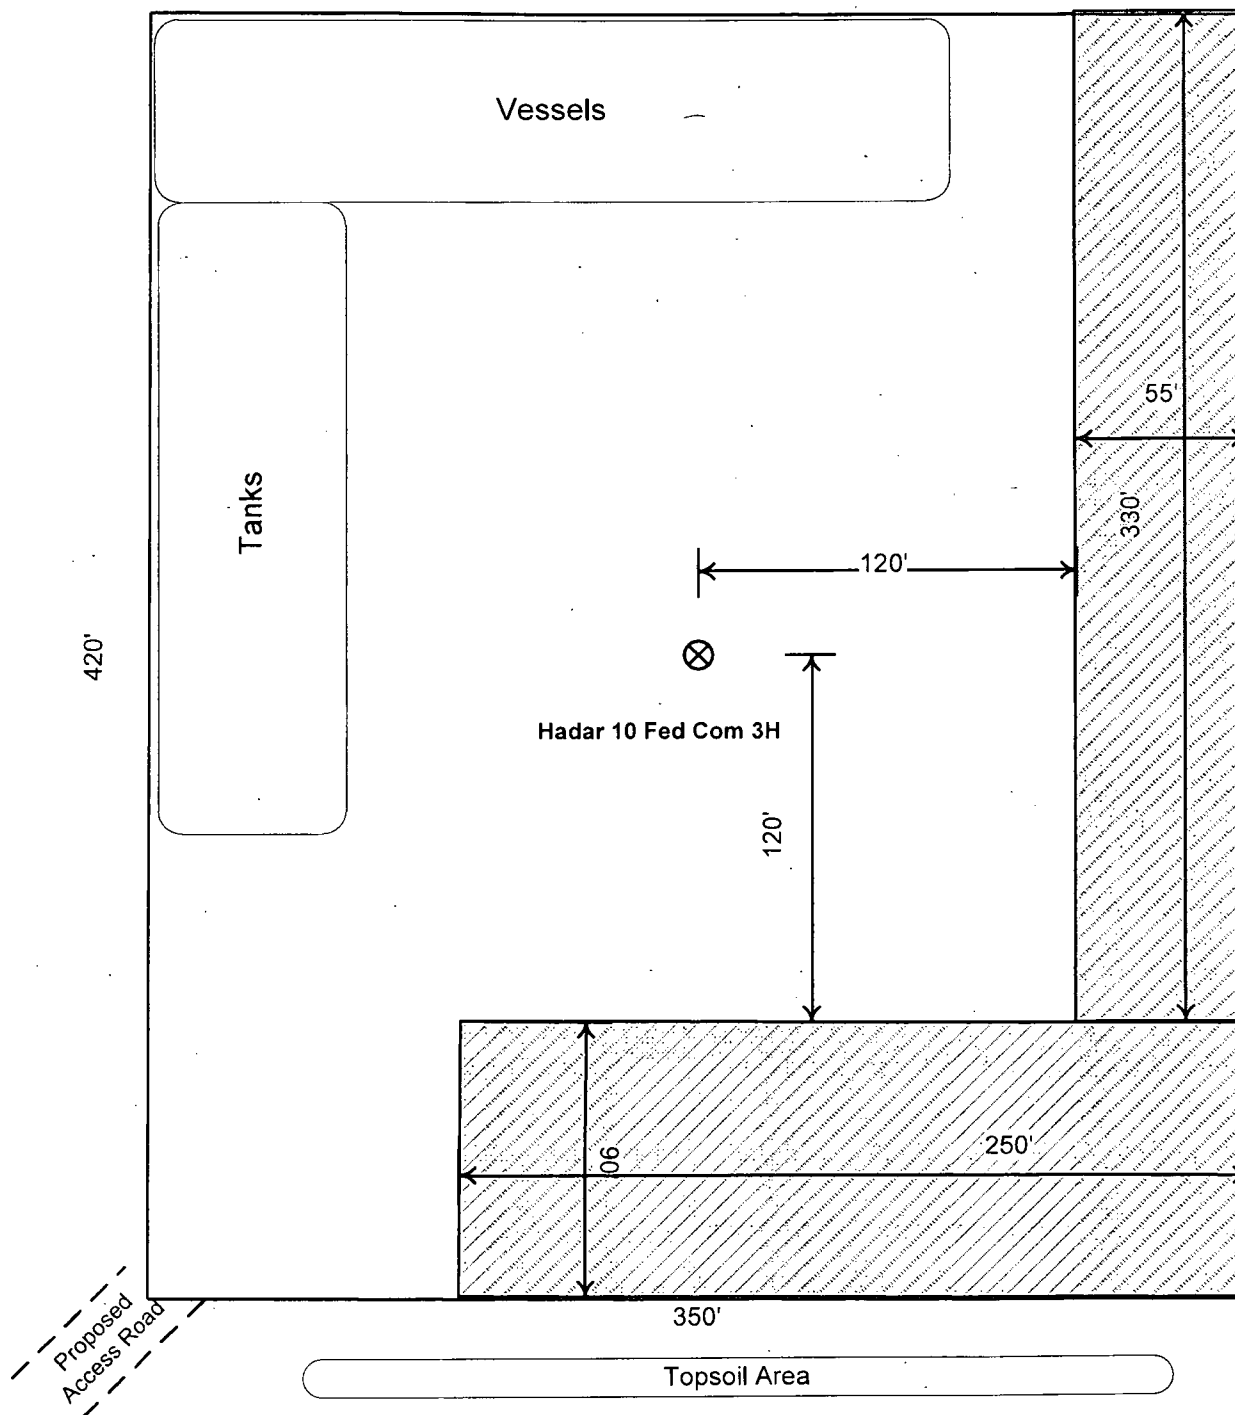 Vessels
55'
330'
Tanks
120'
420'
Hadar 10 Fed Com 3H
120'
90'
250'
Proposed
Access Road
350'
Topsoil Area